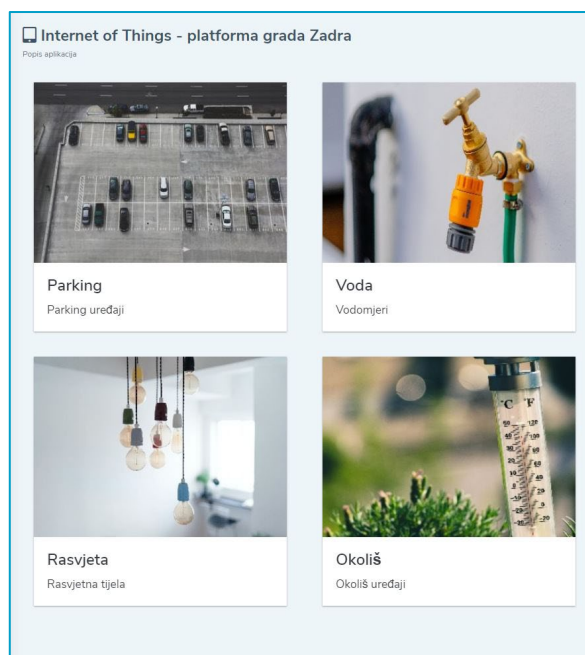 Internet of Things - platforma grada Zadra
Popis aplikacija
Parking
Parking uređaji
Voda
Vodomjeri
°C °F
Rasvjeta
Rasvjetna tijela
Okoliš
Okoliš uređaji